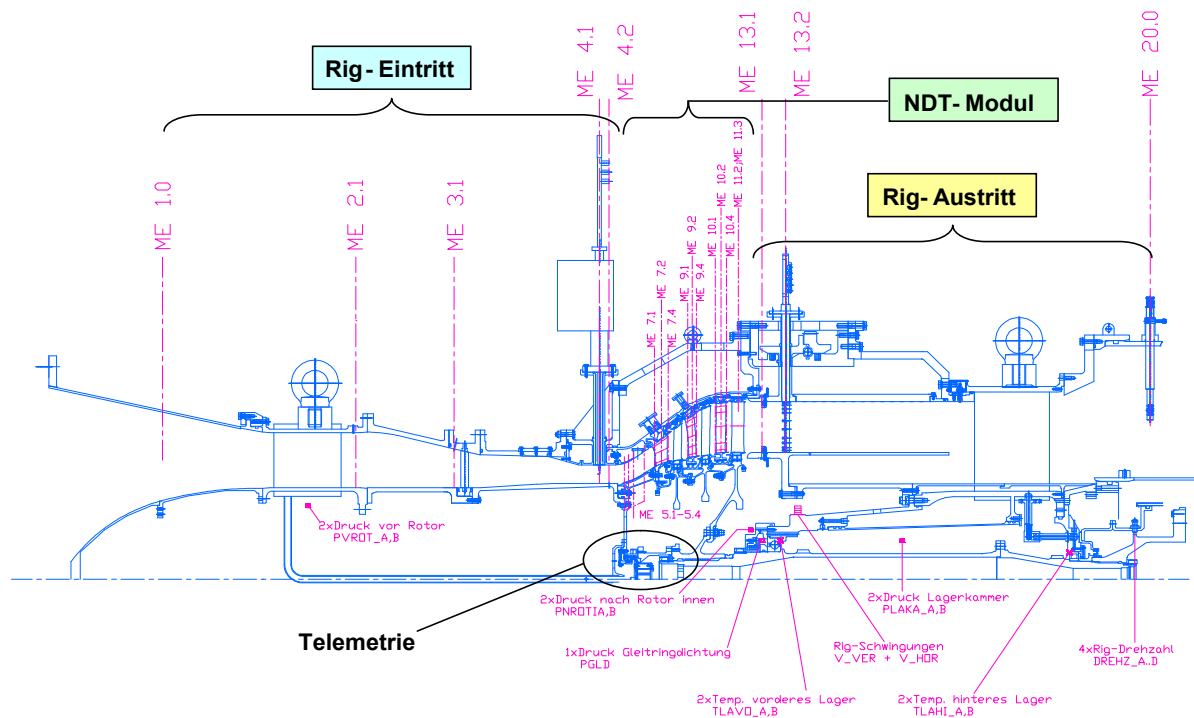 ME 4.1
ME 4.2
ME 13.1
ME 13.2
ME 20.0
Rig- Eintritt
NDT- Modul
Rig- Austritt
ME 1.0
ME 2.1
ME 3.1
ME 7.1
ME 7.2
ME 7.4
ME 9.1
ME 9.2
ME 9.4
ME 10.1
ME 10.2
ME 10.4
ME 11.2,ME 11.3
ME 5.1-5.4
2xDruck vor Rotor
PVROT_A,B
2xDruck nach Rotor innen
PNROTIA,B
2xDruck Lagerkammer
PLAKA_A,B
Telemetrie
1xDruck Gleitringdichtung
PGLD
Rig-Schwingungen
V_VER + V_HOR
4xRig-Drehzahl
DREHZ_A..D
2xTemp. vorderes Lager
TLAVO_A,B
2xTemp. hinteres Lager
TLAHI_A,B